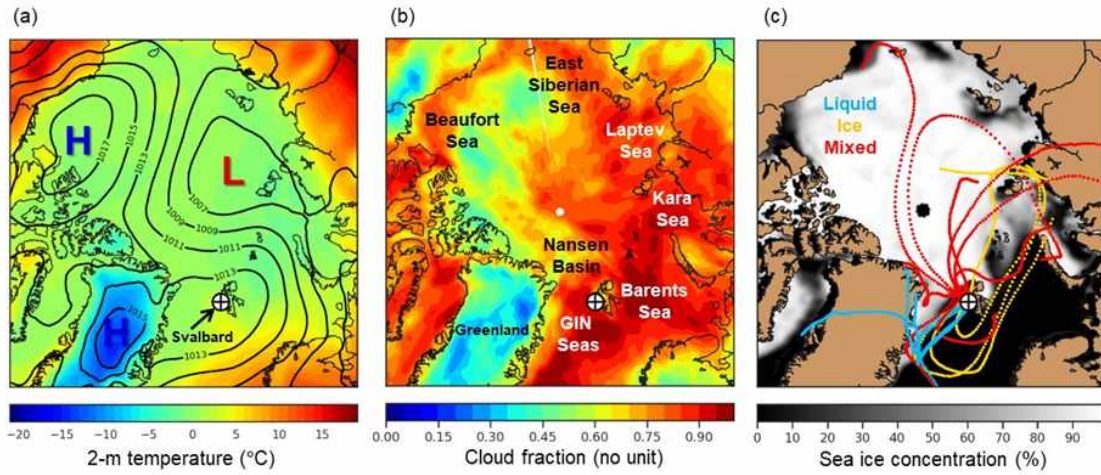 (a)
(b)
(c)
H
L
H
1015
1017
1015
1013
1007
1009
1009
1011
1011
1013
1015
1013
1013
Svalbard
East
Siberian
Sea
Beaufort
Sea
Laptev
Sea
Kara
Sea
Nansen
Basin
Barents
Sea
GIN
Seas
Greenland
Liquid
Ice
Mixed
−20
−15
−10
−5
0
5
10
15
2-m temperature (°C)
0.00
0.15
0.30
0.45
0.60
0.75
0.90
Cloud fraction (no unit)
0
10
20
30
40
50
60
70
80
90
Sea ice concentration (%)